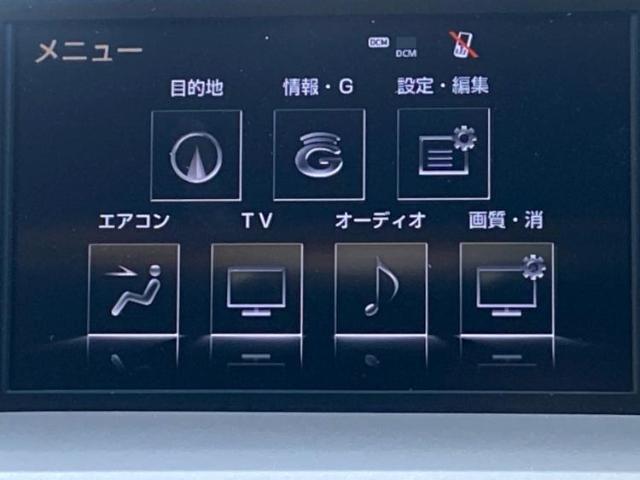 メニュー
DCM DCM
目的地 情報・G 設定・編集
G
エアコン TV オーディオ 画質・消